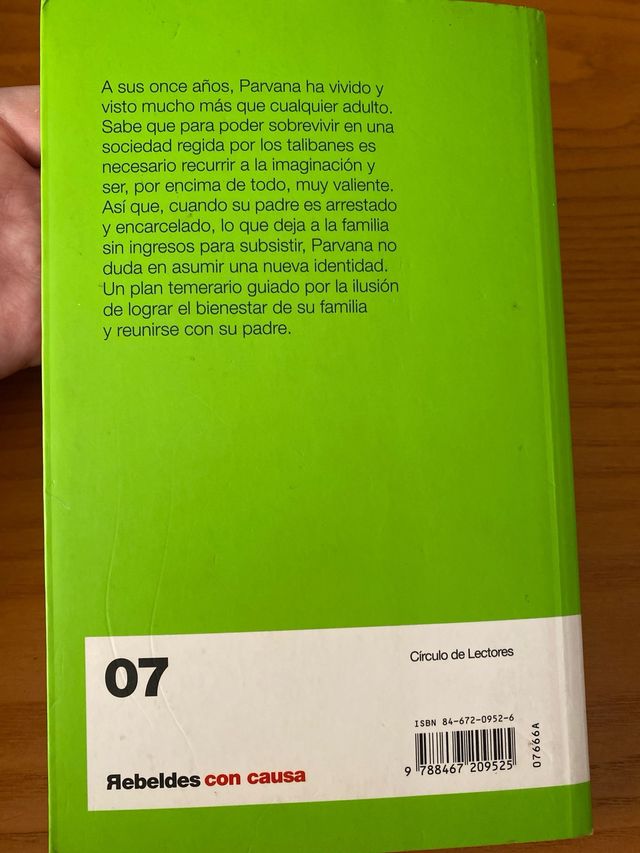 A sus once años, Parvana ha vivido y
visto mucho más que cualquier adulto.
Sabe que para poder sobrevivir en una
sociedad regida por los talibanes es
necesario recurrir a la imaginación y
ser, por encima de todo, muy valiente.
Así que, cuando su padre es arrestado
y encarcelado, lo que deja a la familia
sin ingresos para subsistir, Parvana no
duda en asumir una nueva identidad.
Un plan temerario guiado por la ilusión
de lograr el bienestar de su familia
y reunirse con su padre.
07
Círculo de Lectores
ISBN 84-672-0952-6
9 788467 209525
07666A
Rebeldes con causa